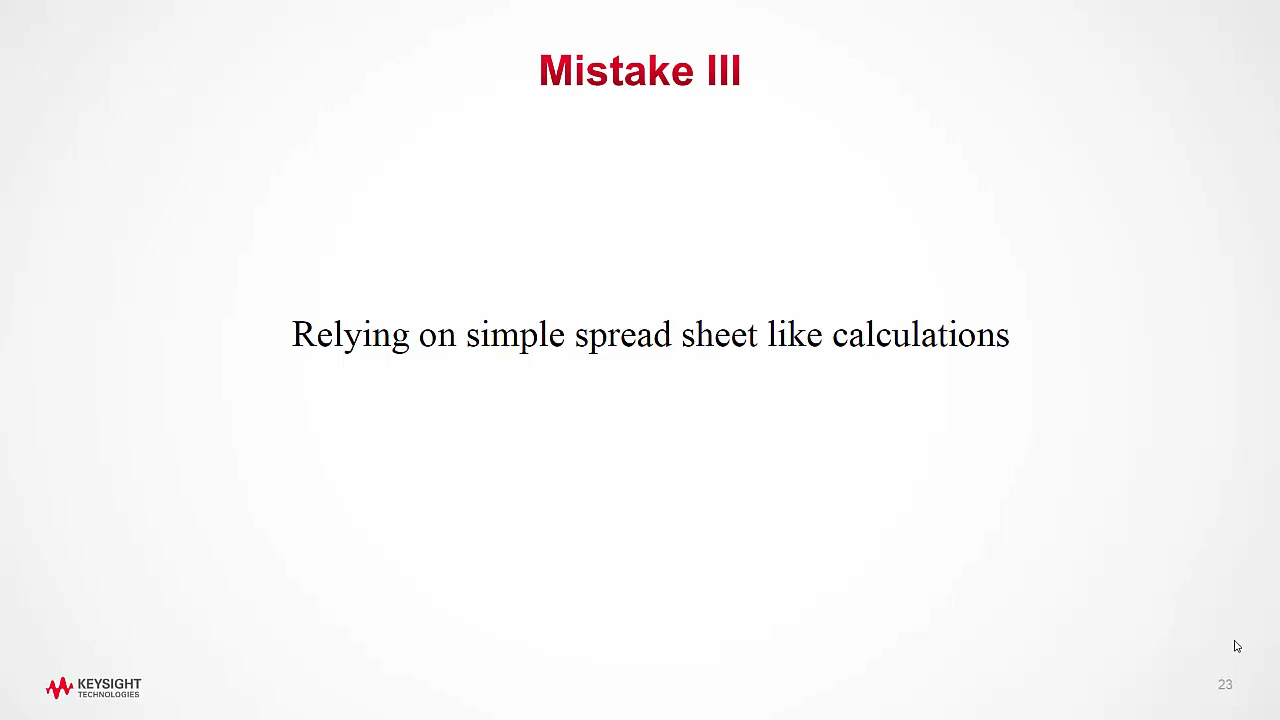 Mistake III
Relying on simple spread sheet like calculations
KEYSIGHT
TECHNOLOGIES
23